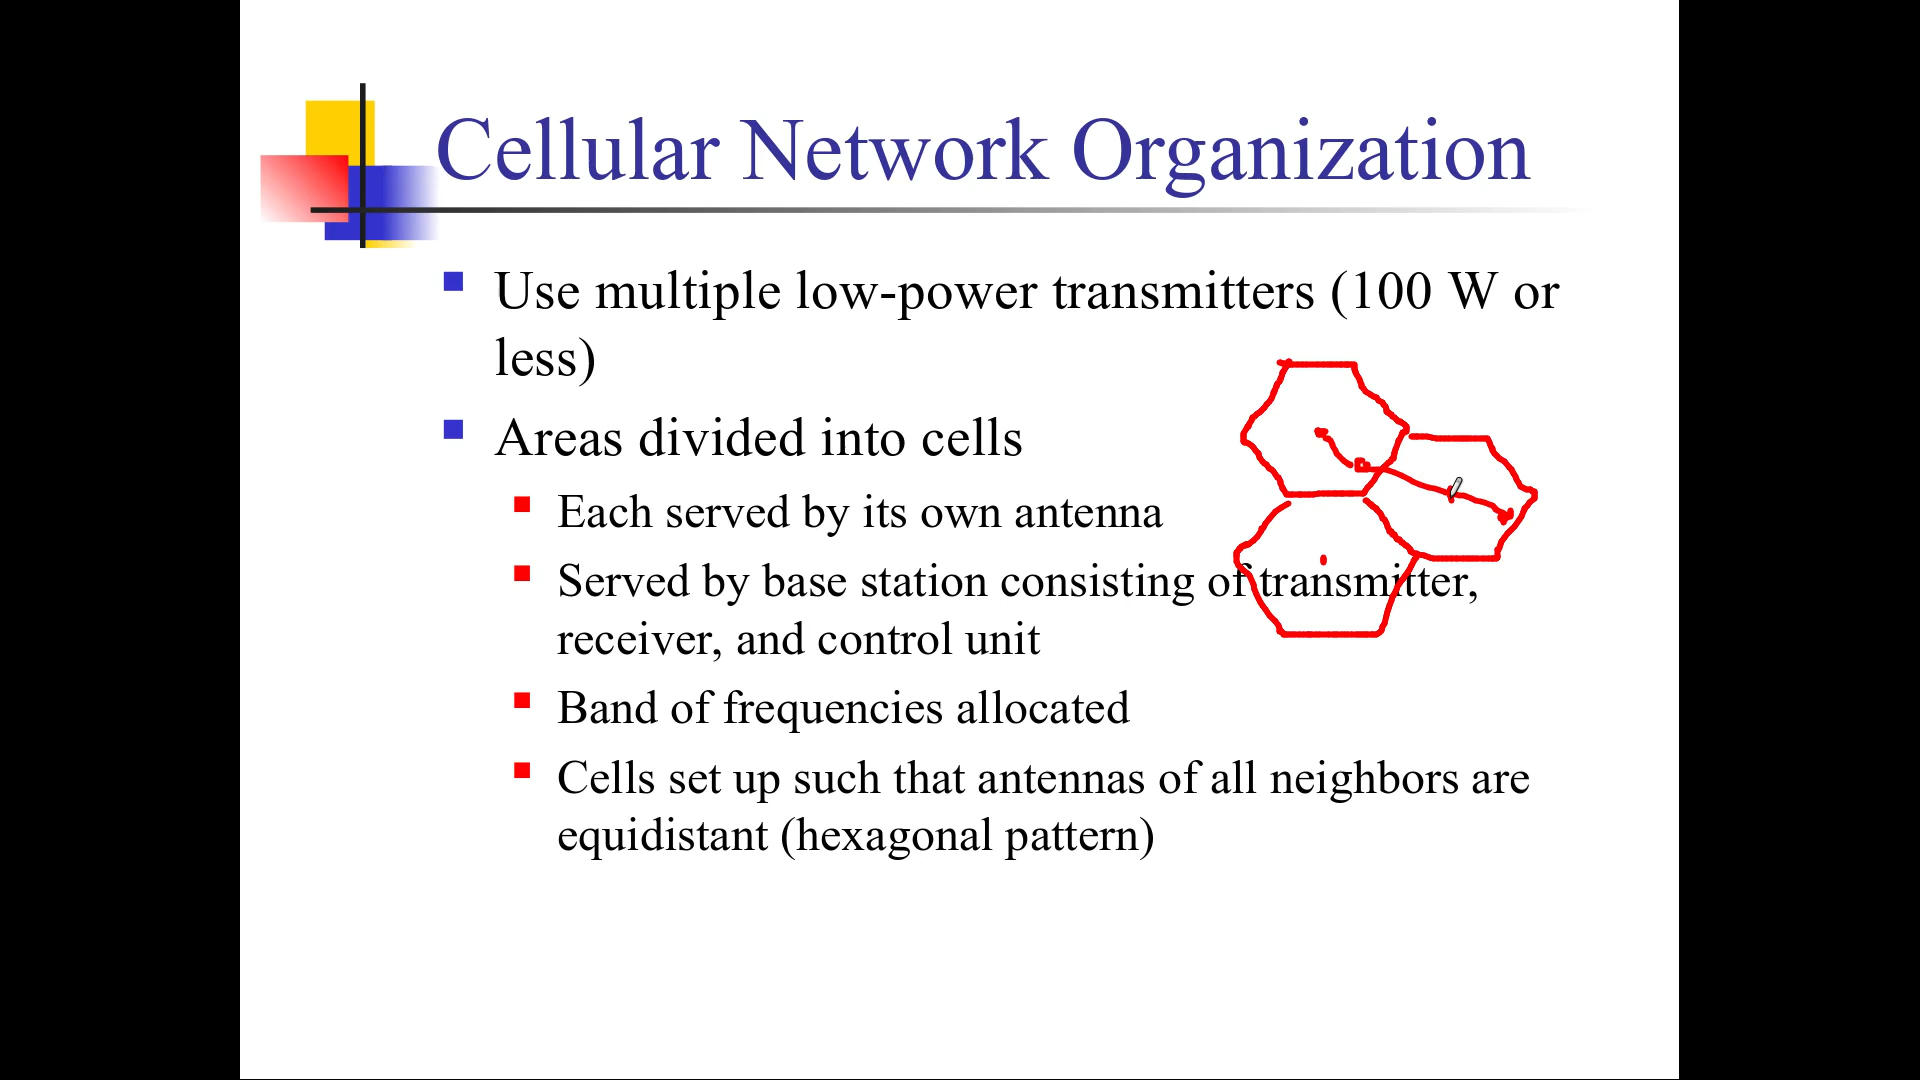 Cellular Network Organization
Use multiple low-power transmitters (100 W or
less)
Areas divided into cells
Each served by its own antenna
Served by base station consisting of transmitter,
receiver, and control unit
Band of frequencies allocated
Cells set up such that antennas of all neighbors are
equidistant (hexagonal pattern)